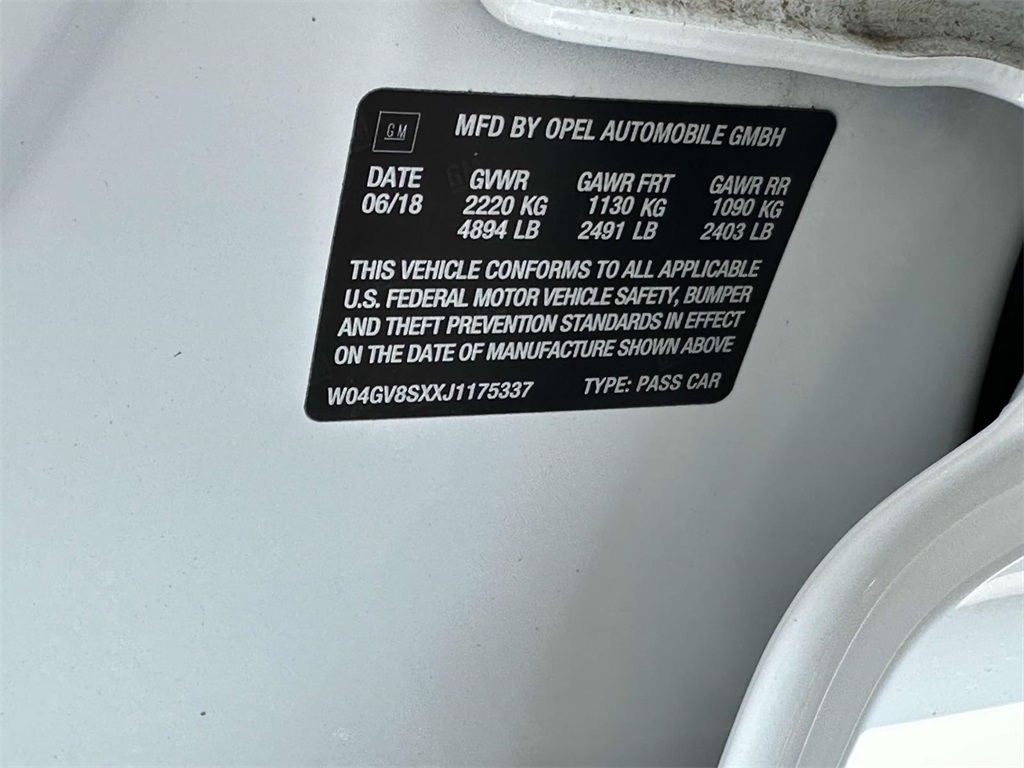 GM MFD BY OPEL AUTOMOBILE GMBH
DATE GVWR GAWR FRT GAWR RR
06/18 2220 KG 1130 KG 1090 KG
4894 LB 2491 LB 2403 LB
THIS VEHICLE CONFORMS TO ALL APPLICABLE
U.S. FEDERAL MOTOR VEHICLE SAFETY, BUMPER
AND THEFT PREVENTION STANDARDS IN EFFECT
ON THE DATE OF MANUFACTURE SHOWN ABOVE
W04GV8SXXJ1175337 TYPE: PASS CAR